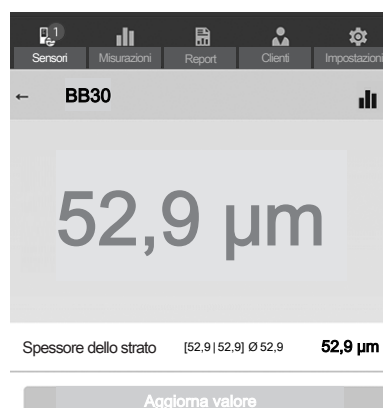 1
Sensori Misurazioni Report Clienti Impostazioni
← BB30
52,9 µm
Spessore dello strato [52,9|52,9] Ø 52,9 52,9 µm
Aggiorna valore